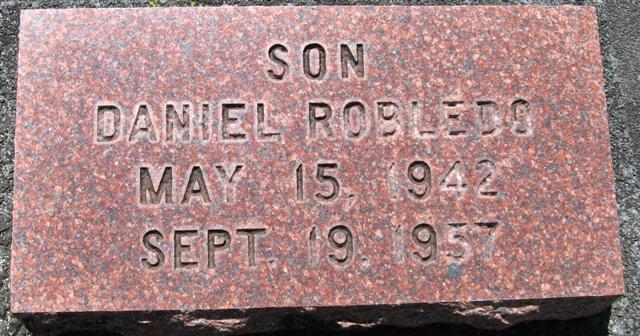 SON
DANIEL ROBLEDO
MAY 15, 1942
SEPT. 19, 1957